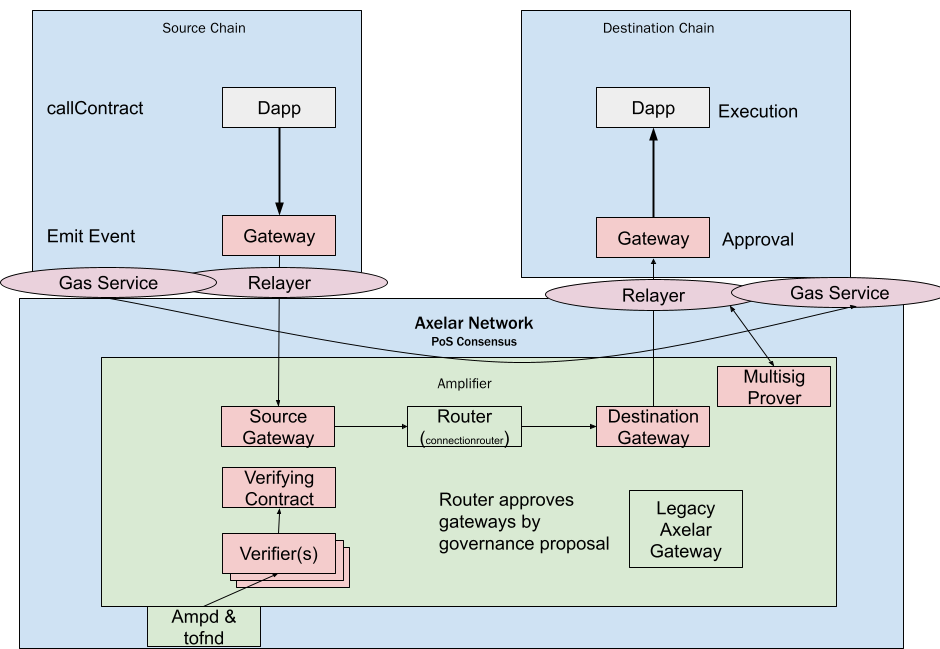 Source Chain
Destination Chain
callContract
Dapp
Dapp
Execution
Emit Event
Gateway
Gateway
Approval
Gas Service
Relayer
Relayer
Gas Service
Axelar Network
PoS Consensus
Amplifier
Multisig
Prover
Source
Gateway
Router
(connectionrouter)
Destination
Gateway
Verifying
Contract
Router approves
gateways by
governance proposal
Legacy
Axelar
Gateway
Verifier(s)
Ampd &
tofnd